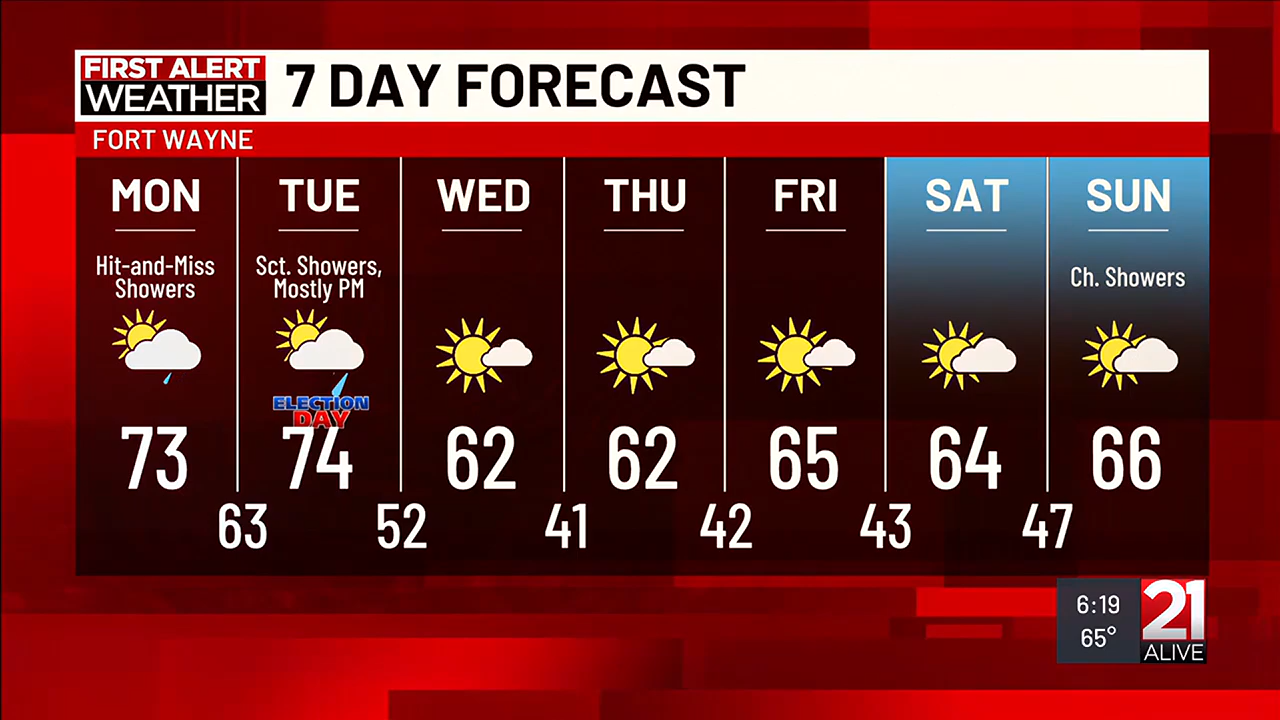 FIRST ALERT
WEATHER
7 DAY FORECAST
FORT WAYNE
MON
TUE
WED
THU
FRI
SAT
SUN
Hit-and-Miss
Showers
Sct. Showers,
Mostly PM
Ch. Showers
ELECTION
DAY
73
74
62
62
65
64
66
63
52
41
42
43
47
6:19
65°
21
ALIVE